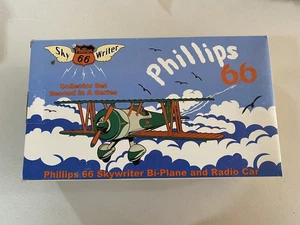 Sky Writer
66
Collector Set
Second in A Series
Phillips
66
Phillips 66 Skywriter Bi-Plane and Radio Car